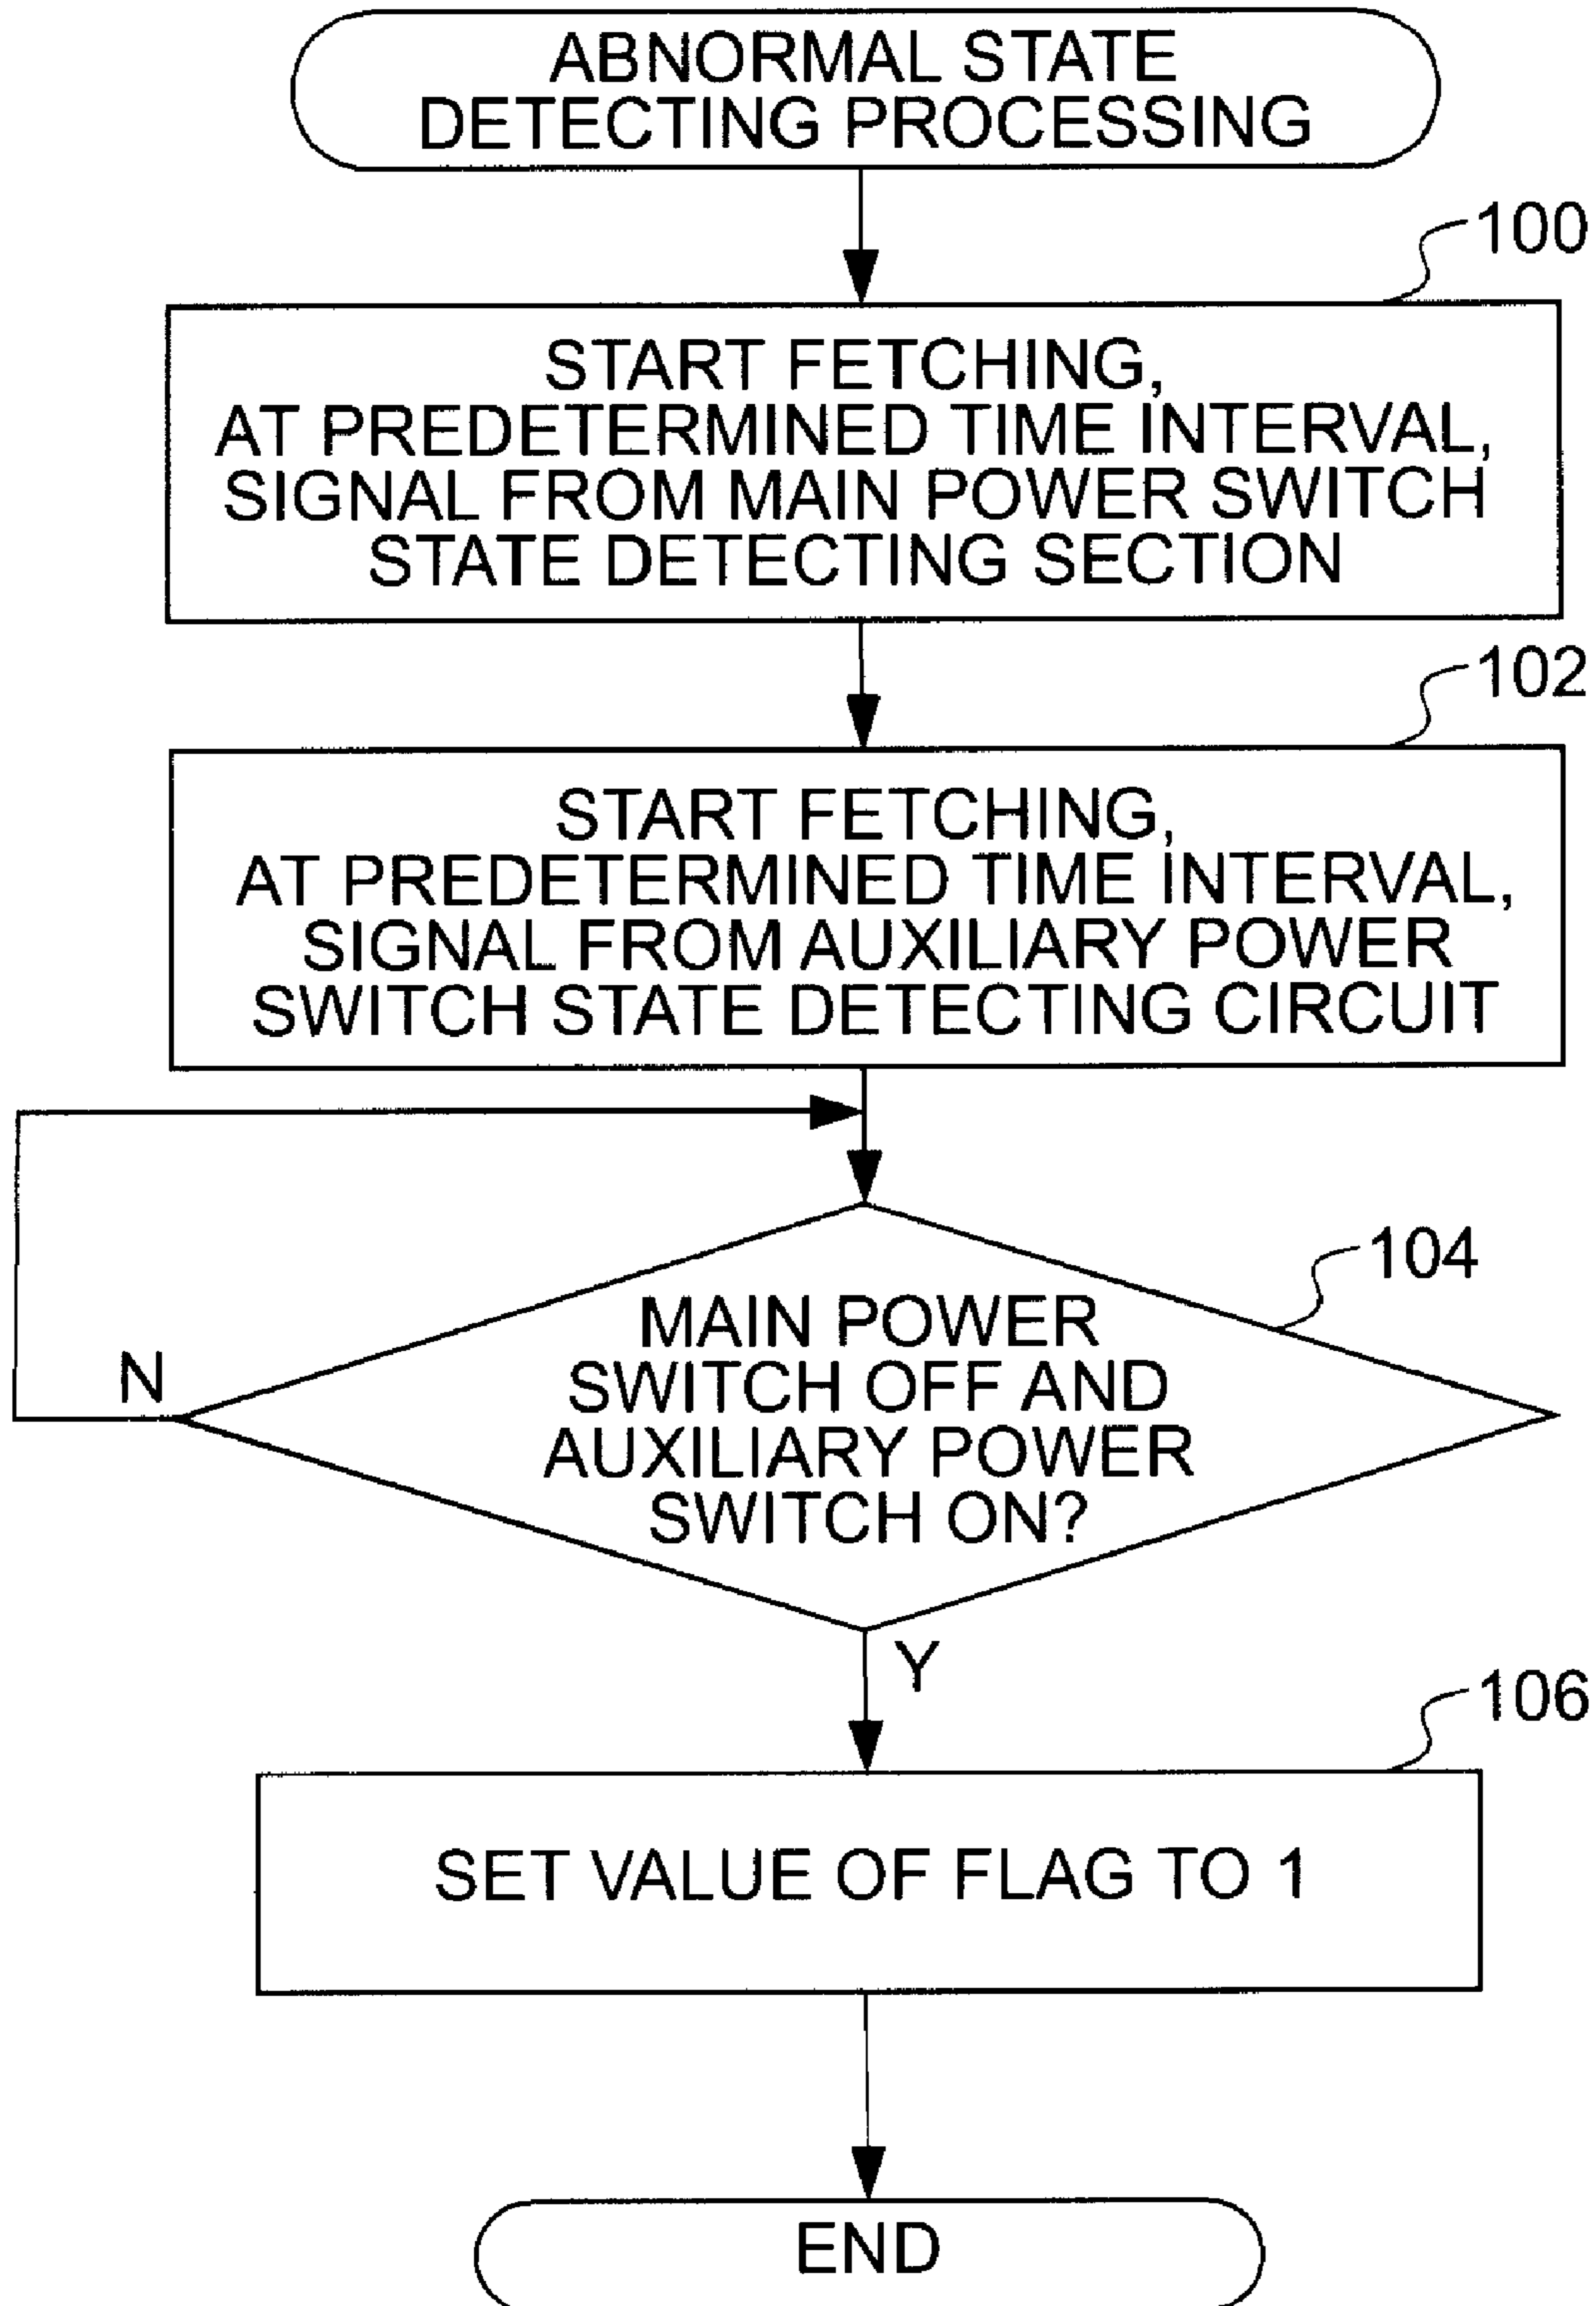 ABNORMAL STATE
DETECTING PROCESSING
100
START FETCHING,
AT PREDETERMINED TIME INTERVAL,
SIGNAL FROM MAIN POWER SWITCH
STATE DETECTING SECTION
102
START FETCHING,
AT PREDETERMINED TIME INTERVAL,
SIGNAL FROM AUXILIARY POWER
SWITCH STATE DETECTING CIRCUIT
104
MAIN POWER
SWITCH OFF AND
AUXILIARY POWER
SWITCH ON?
N
Y
106
SET VALUE OF FLAG TO 1
END